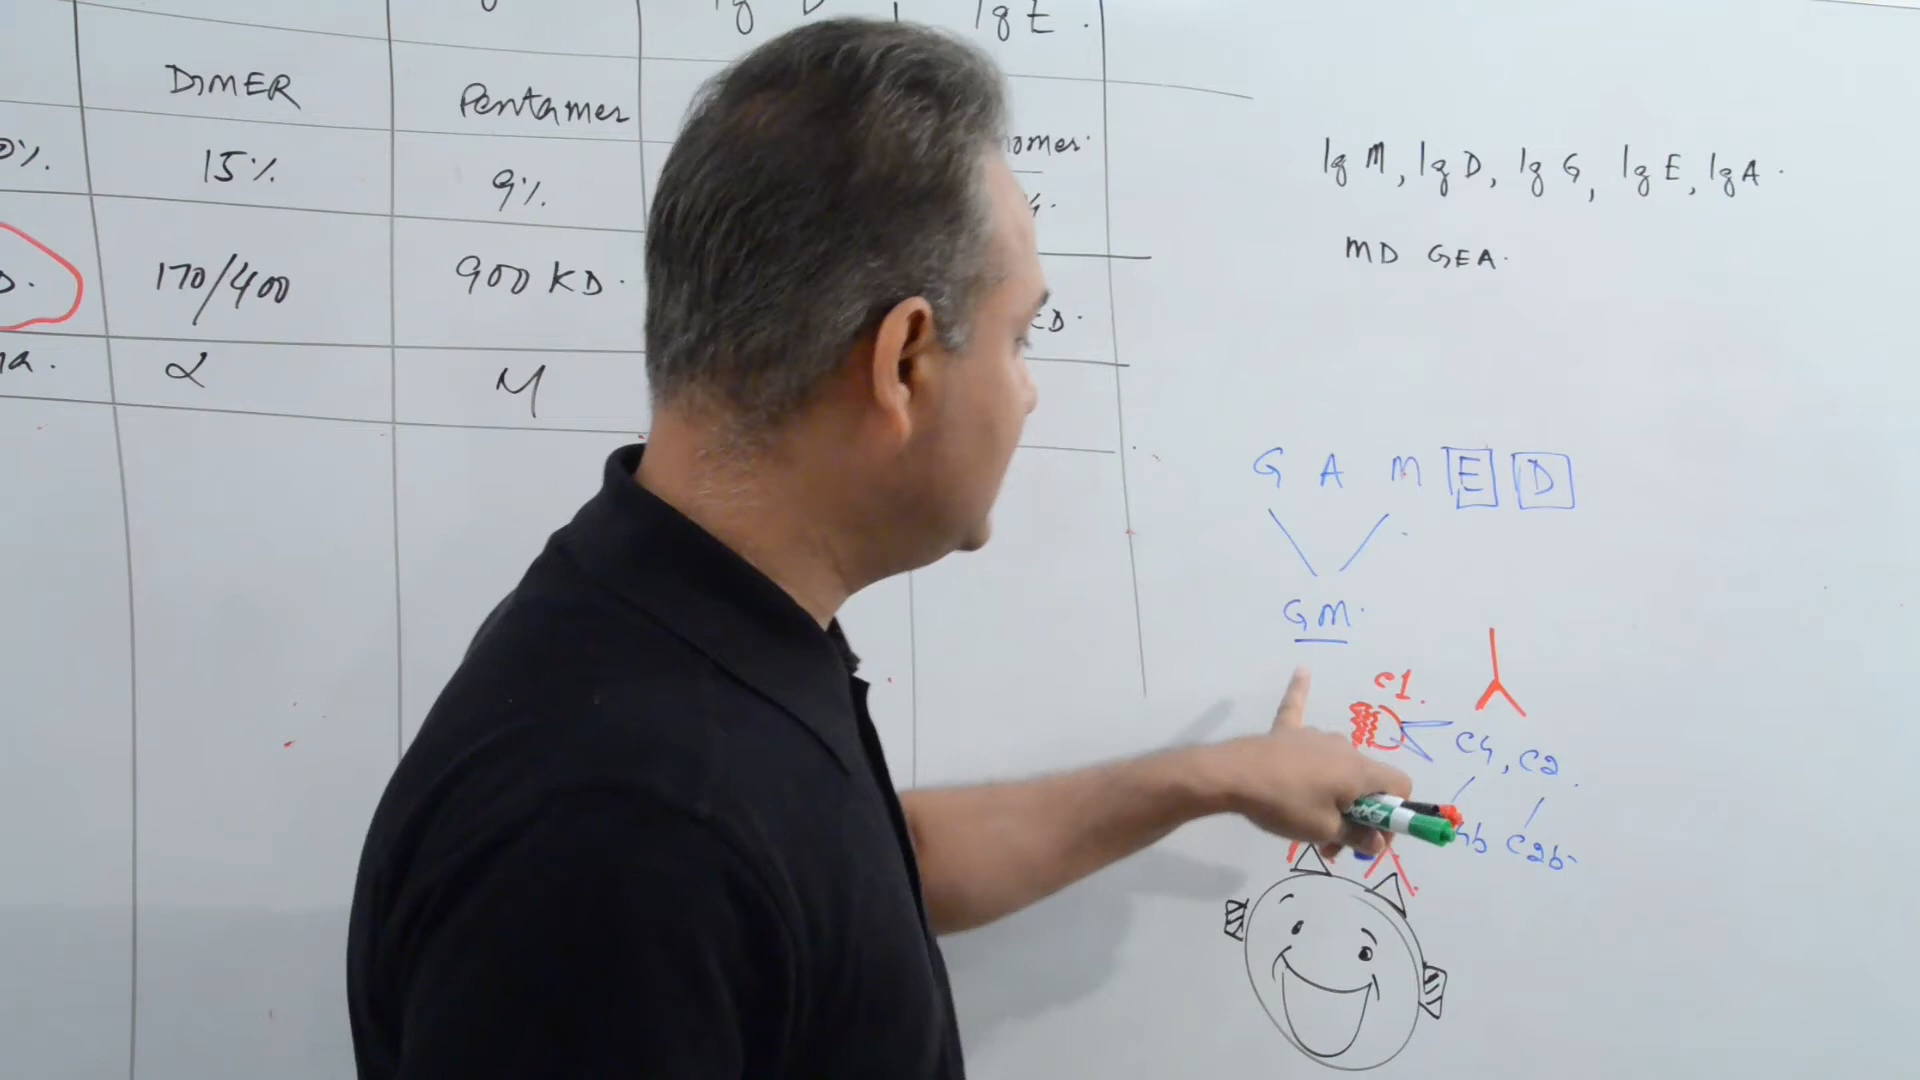 Ig E.
DIMER
Pentamer
15%
9%
170/400
900 KD.
α
M
Ig M, Ig D, Ig G, Ig E, Ig A.
MD GEA.
G A M E D
GM.
C1.
C4, C2
C2b